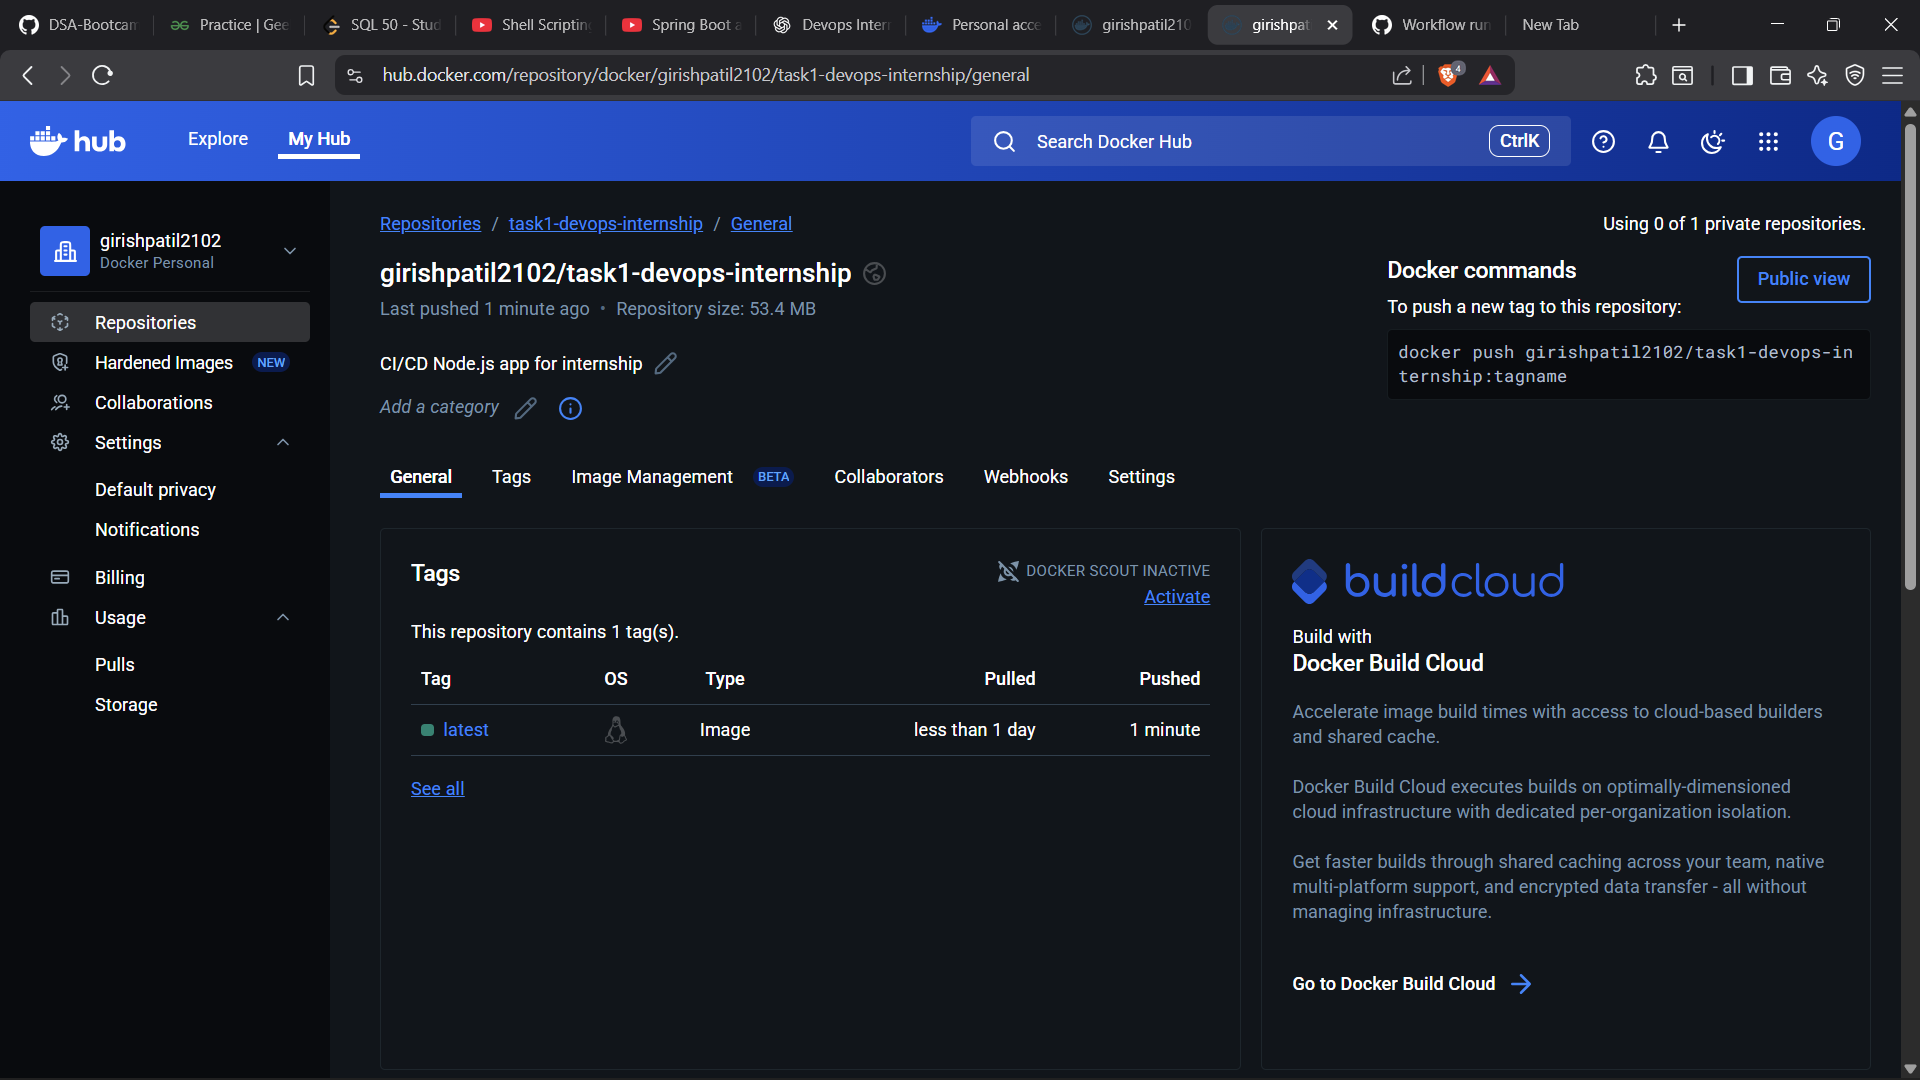 DSA-Bootcam
Practice | Gee
SQL 50 - Stud
Shell Scripting
Spring Boot a
Devops Intern
Personal acce
girishpatil210
girishpat
Workflow run
New Tab
hub.docker.com/repository/docker/girishpatil2102/task1-devops-internship/general
4
hub
Explore
My Hub
Search Docker Hub
CtrlK
G
girishpatil2102
Docker Personal
Repositories
Hardened Images NEW
Collaborations
Settings
Default privacy
Notifications
Billing
Usage
Pulls
Storage
Repositories / task1-devops-internship / General
Using 0 of 1 private repositories.
girishpatil2102/task1-devops-internship
Last pushed 1 minute ago • Repository size: 53.4 MB
CI/CD Node.js app for internship
Add a category
Docker commands
Public view
To push a new tag to this repository:
docker push girishpatil2102/task1-devops-in
ternship:tagname
General Tags Image Management BETA Collaborators Webhooks Settings
Tags
DOCKER SCOUT INACTIVE
Activate
This repository contains 1 tag(s).
Tag OS Type Pulled Pushed
latest Image less than 1 day 1 minute
See all
buildcloud
Build with
Docker Build Cloud
Accelerate image build times with access to cloud-based builders
and shared cache.
Docker Build Cloud executes builds on optimally-dimensioned
cloud infrastructure with dedicated per-organization isolation.
Get faster builds through shared caching across your team, native
multi-platform support, and encrypted data transfer - all without
managing infrastructure.
Go to Docker Build Cloud